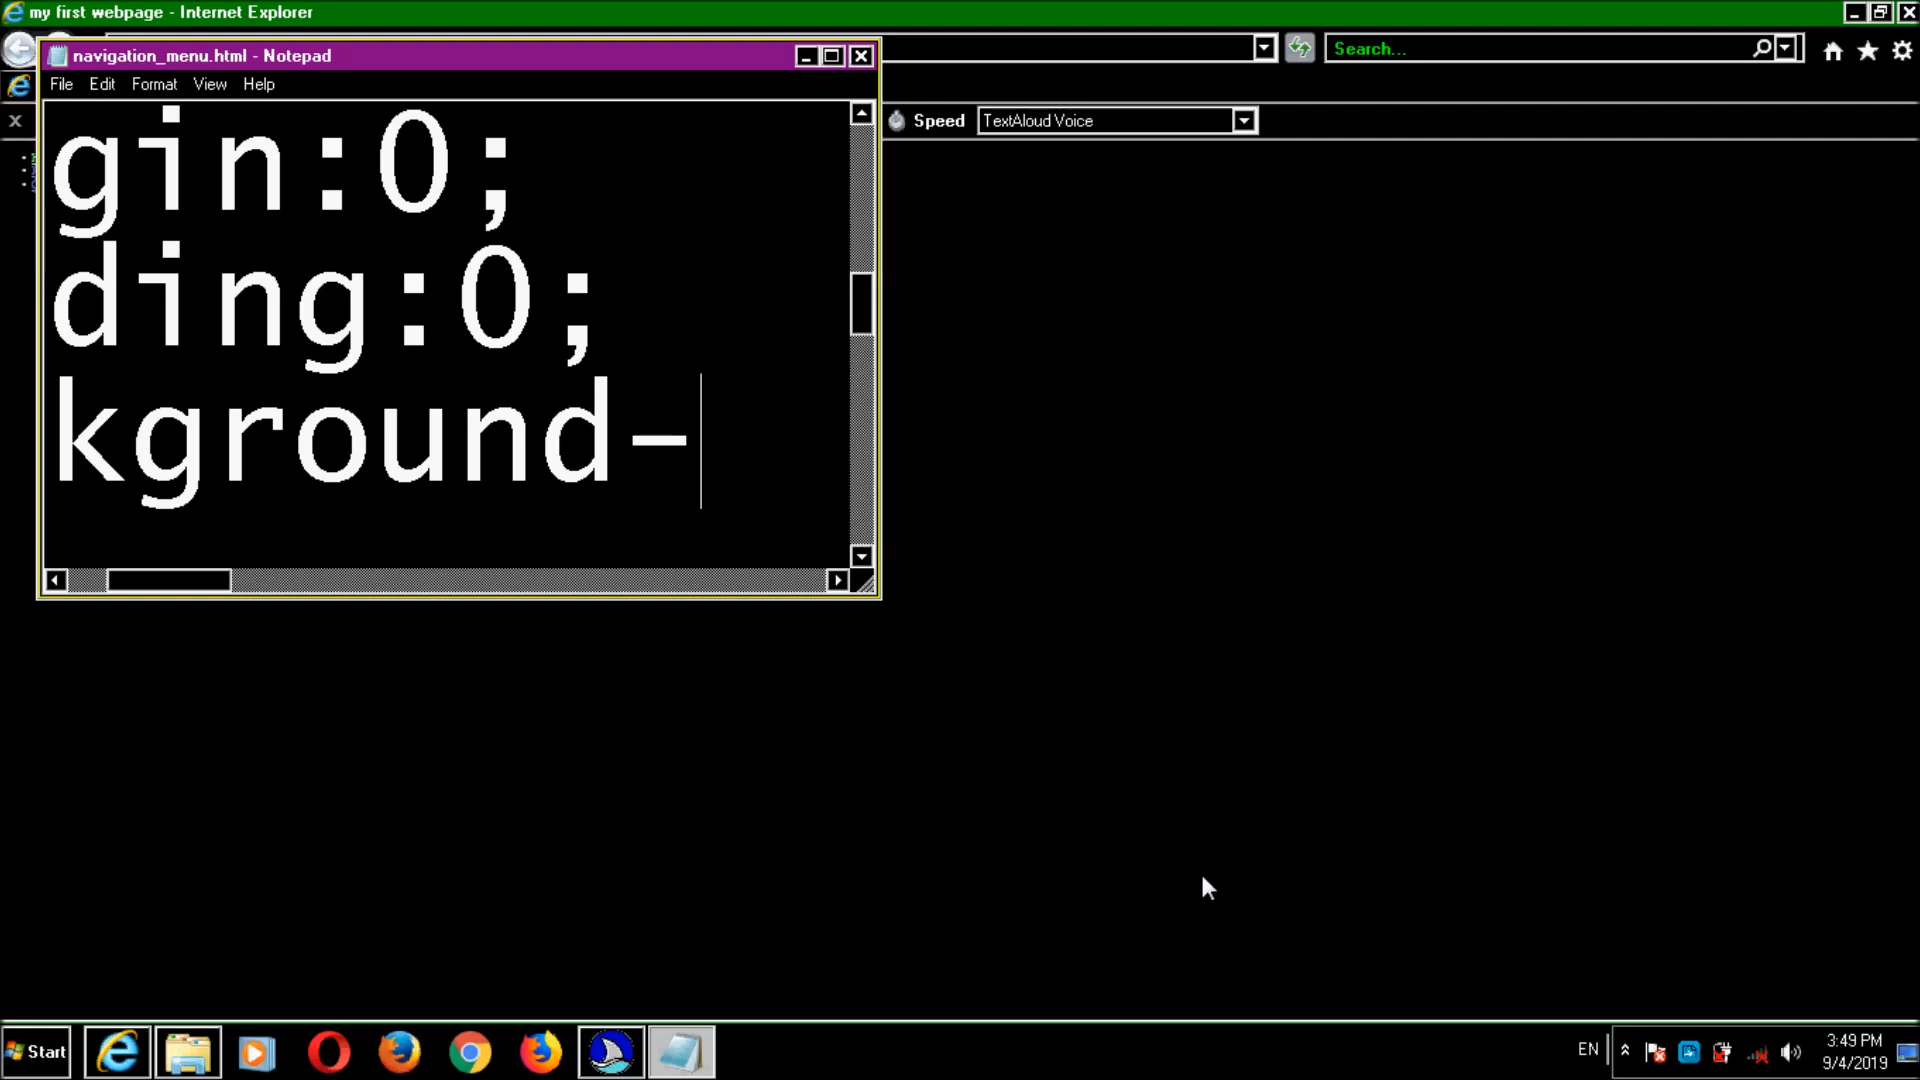 my first webpage - Internet Explorer
navigation_menu.html - Notepad
Search...
File Edit Format View Help
Speed
TextAloud Voice
gin:0;
ding:0;
kground-
Start
EN
3:49 PM
9/4/2019